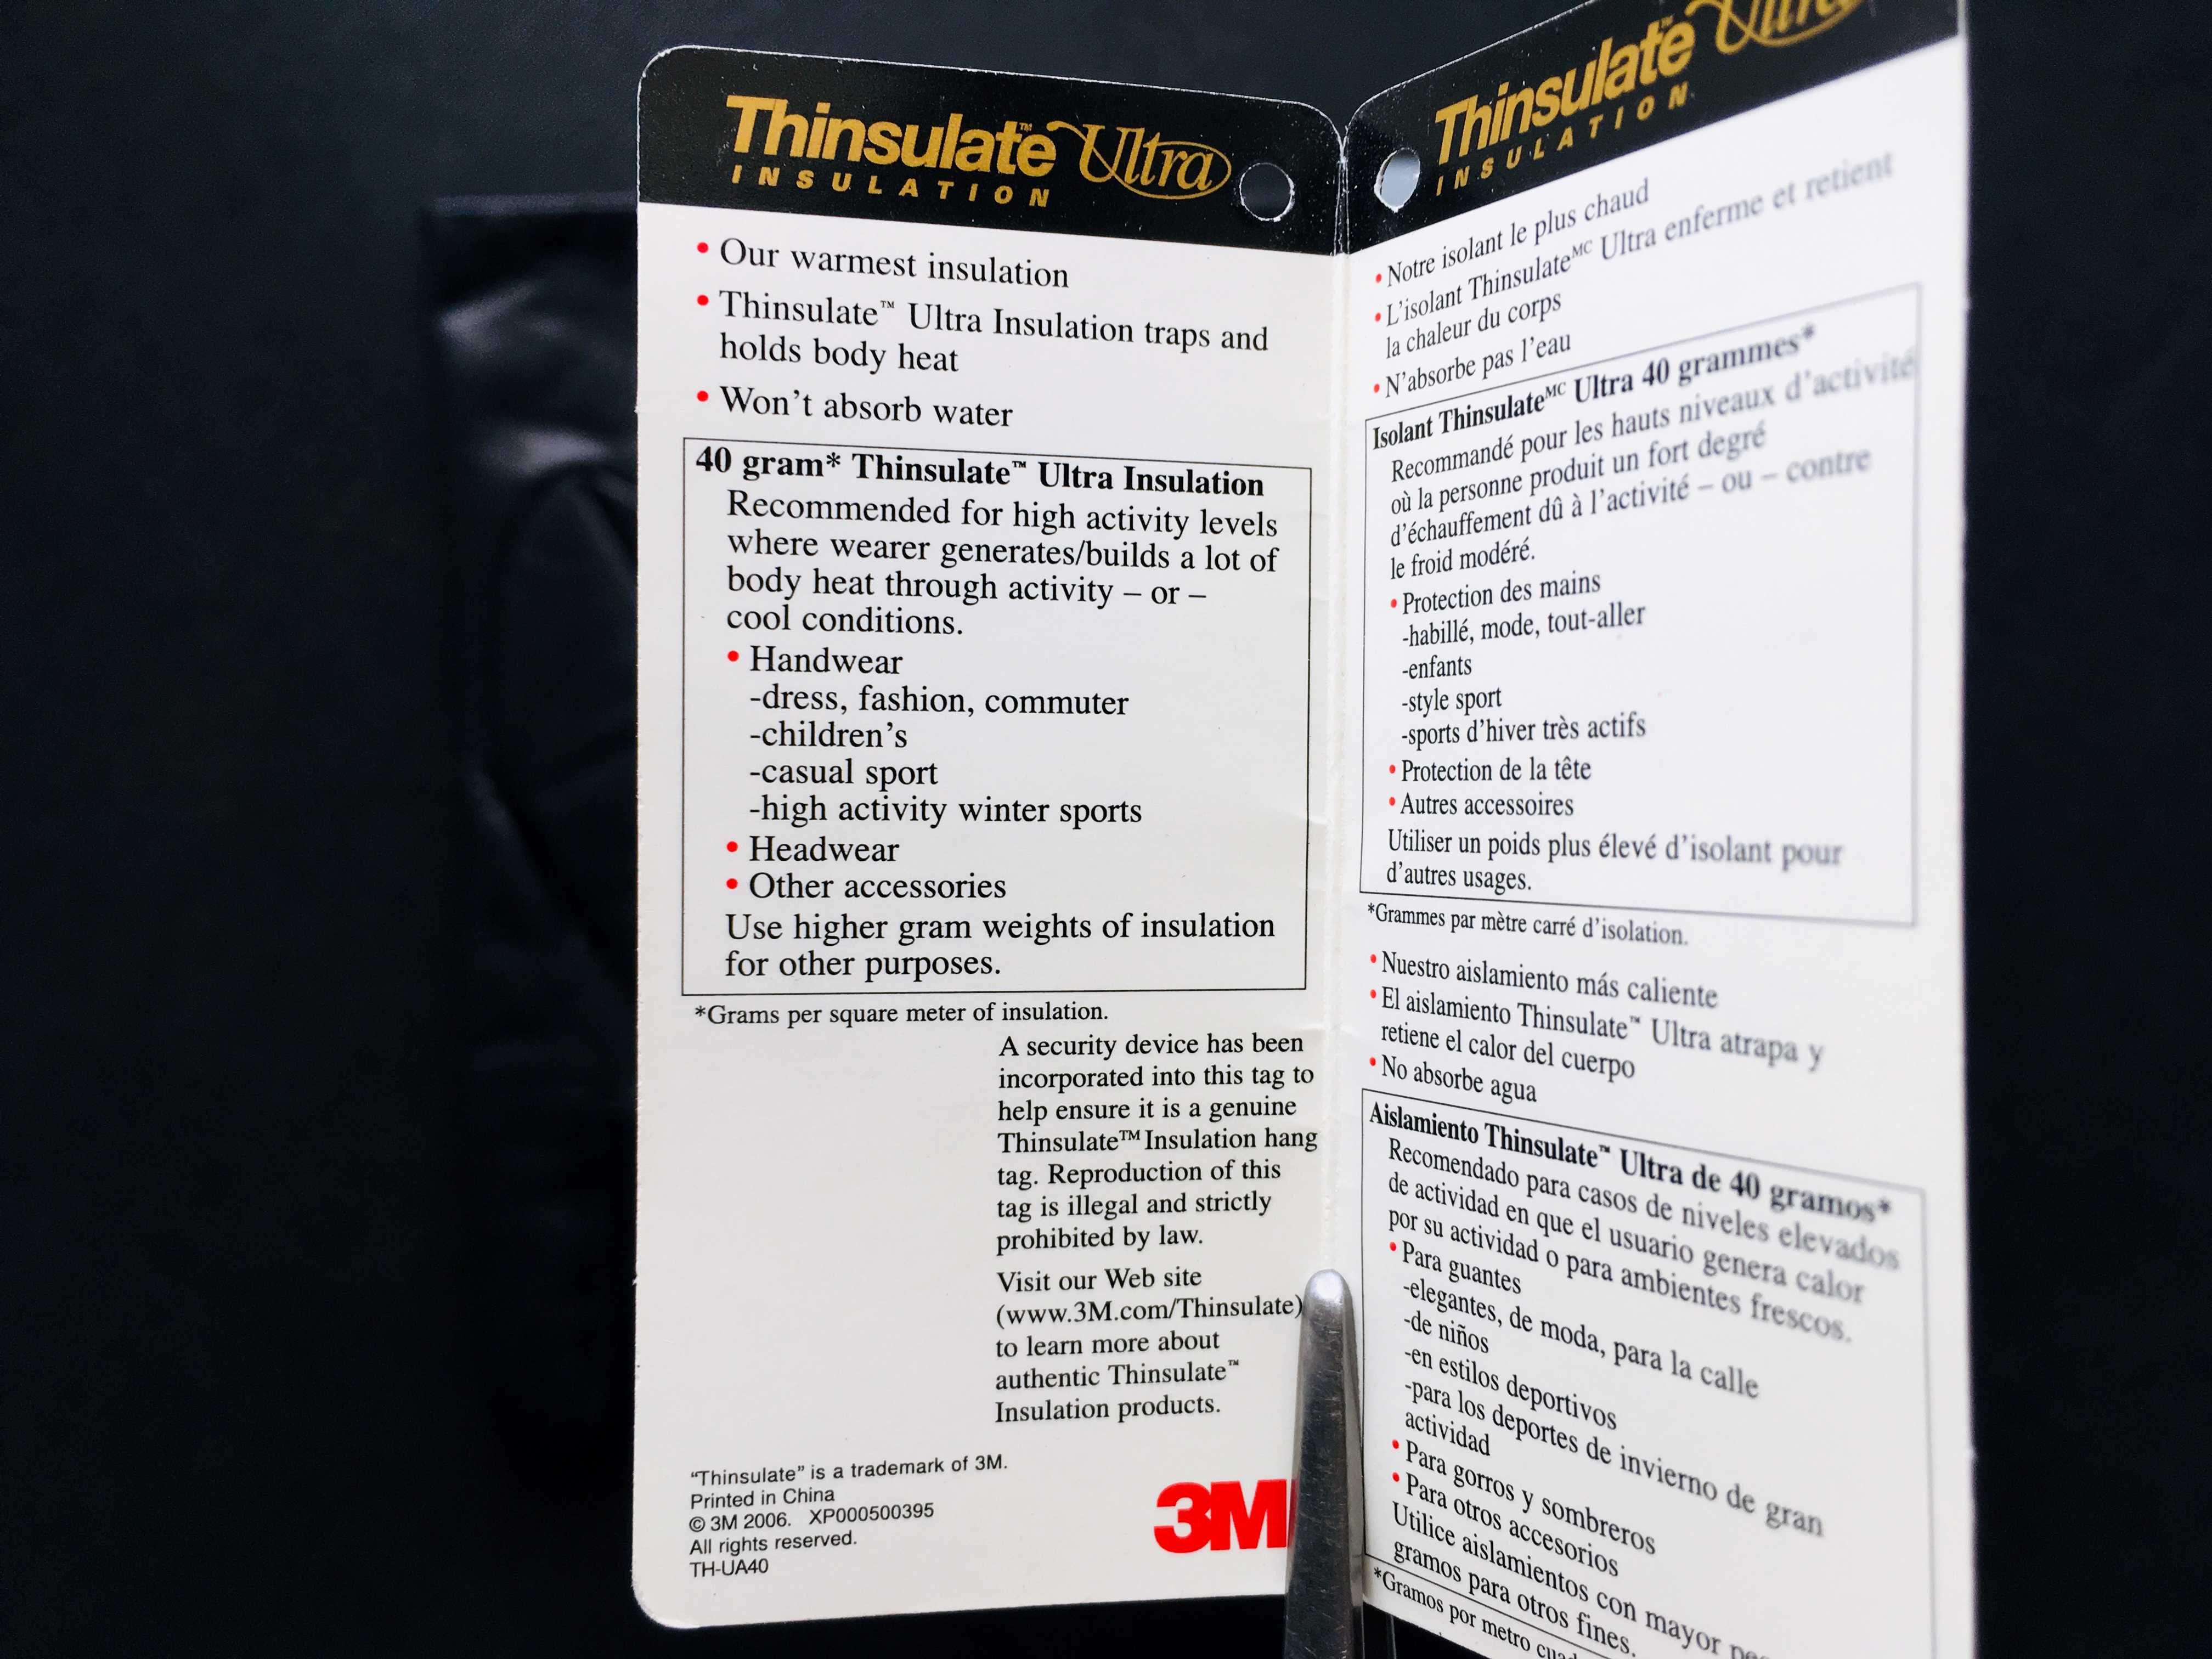 Thinsulate™ Ultra
INSULATION
• Our warmest insulation
• Thinsulate™ Ultra Insulation traps and
holds body heat
• Won't absorb water
40 gram* Thinsulate™ Ultra Insulation
Recommended for high activity levels
where wearer generates/builds a lot of
body heat through activity – or –
cool conditions.
• Handwear
-dress, fashion, commuter
-children's
-casual sport
-high activity winter sports
• Headwear
• Other accessories
Use higher gram weights of insulation
for other purposes.
*Grams per square meter of insulation.
A security device has been
incorporated into this tag to
help ensure it is a genuine
Thinsulate™ Insulation hang
tag. Reproduction of this
tag is illegal and strictly
prohibited by law.
Visit our Web site
(www.3M.com/Thinsulate)
to learn more about
authentic Thinsulate™
Insulation products.
"Thinsulate" is a trademark of 3M.
Printed in China
© 3M 2006. XP000500395
All rights reserved.
TH-UA40
3M
Thinsulate™ Ultra
INSULATION
• Notre isolant le plus chaud
• L'isolant Thinsulate MC Ultra enferme et retient
la chaleur du corps
• N'absorbe pas l'eau
Isolant Thinsulate MC Ultra 40 grammes*
Recommandé pour les hauts niveaux d'activité
où la personne produit un fort degré
d'échauffement dû à l'activité – ou – contre
le froid modéré.
• Protection des mains
-habillé, mode, tout-aller
-enfants
-style sport
-sports d'hiver très actifs
• Protection de la tête
• Autres accessoires
Utiliser un poids plus élevé d'isolant pour
d'autres usages.
*Grammes par mètre carré d'isolation.
• Nuestro aislamiento más caliente
• El aislamiento Thinsulate™ Ultra atrapa y
retiene el calor del cuerpo
• No absorbe agua
Aislamiento Thinsulate™ Ultra de 40 gramos*
Recomendado para casos de niveles elevados
de actividad en que el usuario genera calor
por su actividad o para ambientes frescos.
• Para guantes
-elegantes, de moda, para la calle
-de niños
-en estilos deportivos
-para los deportes de invierno de gran
actividad
• Para gorros y sombreros
• Para otros accesorios
Utilice aislamientos con mayor
gramos para otros fines.
*Gramos por metro